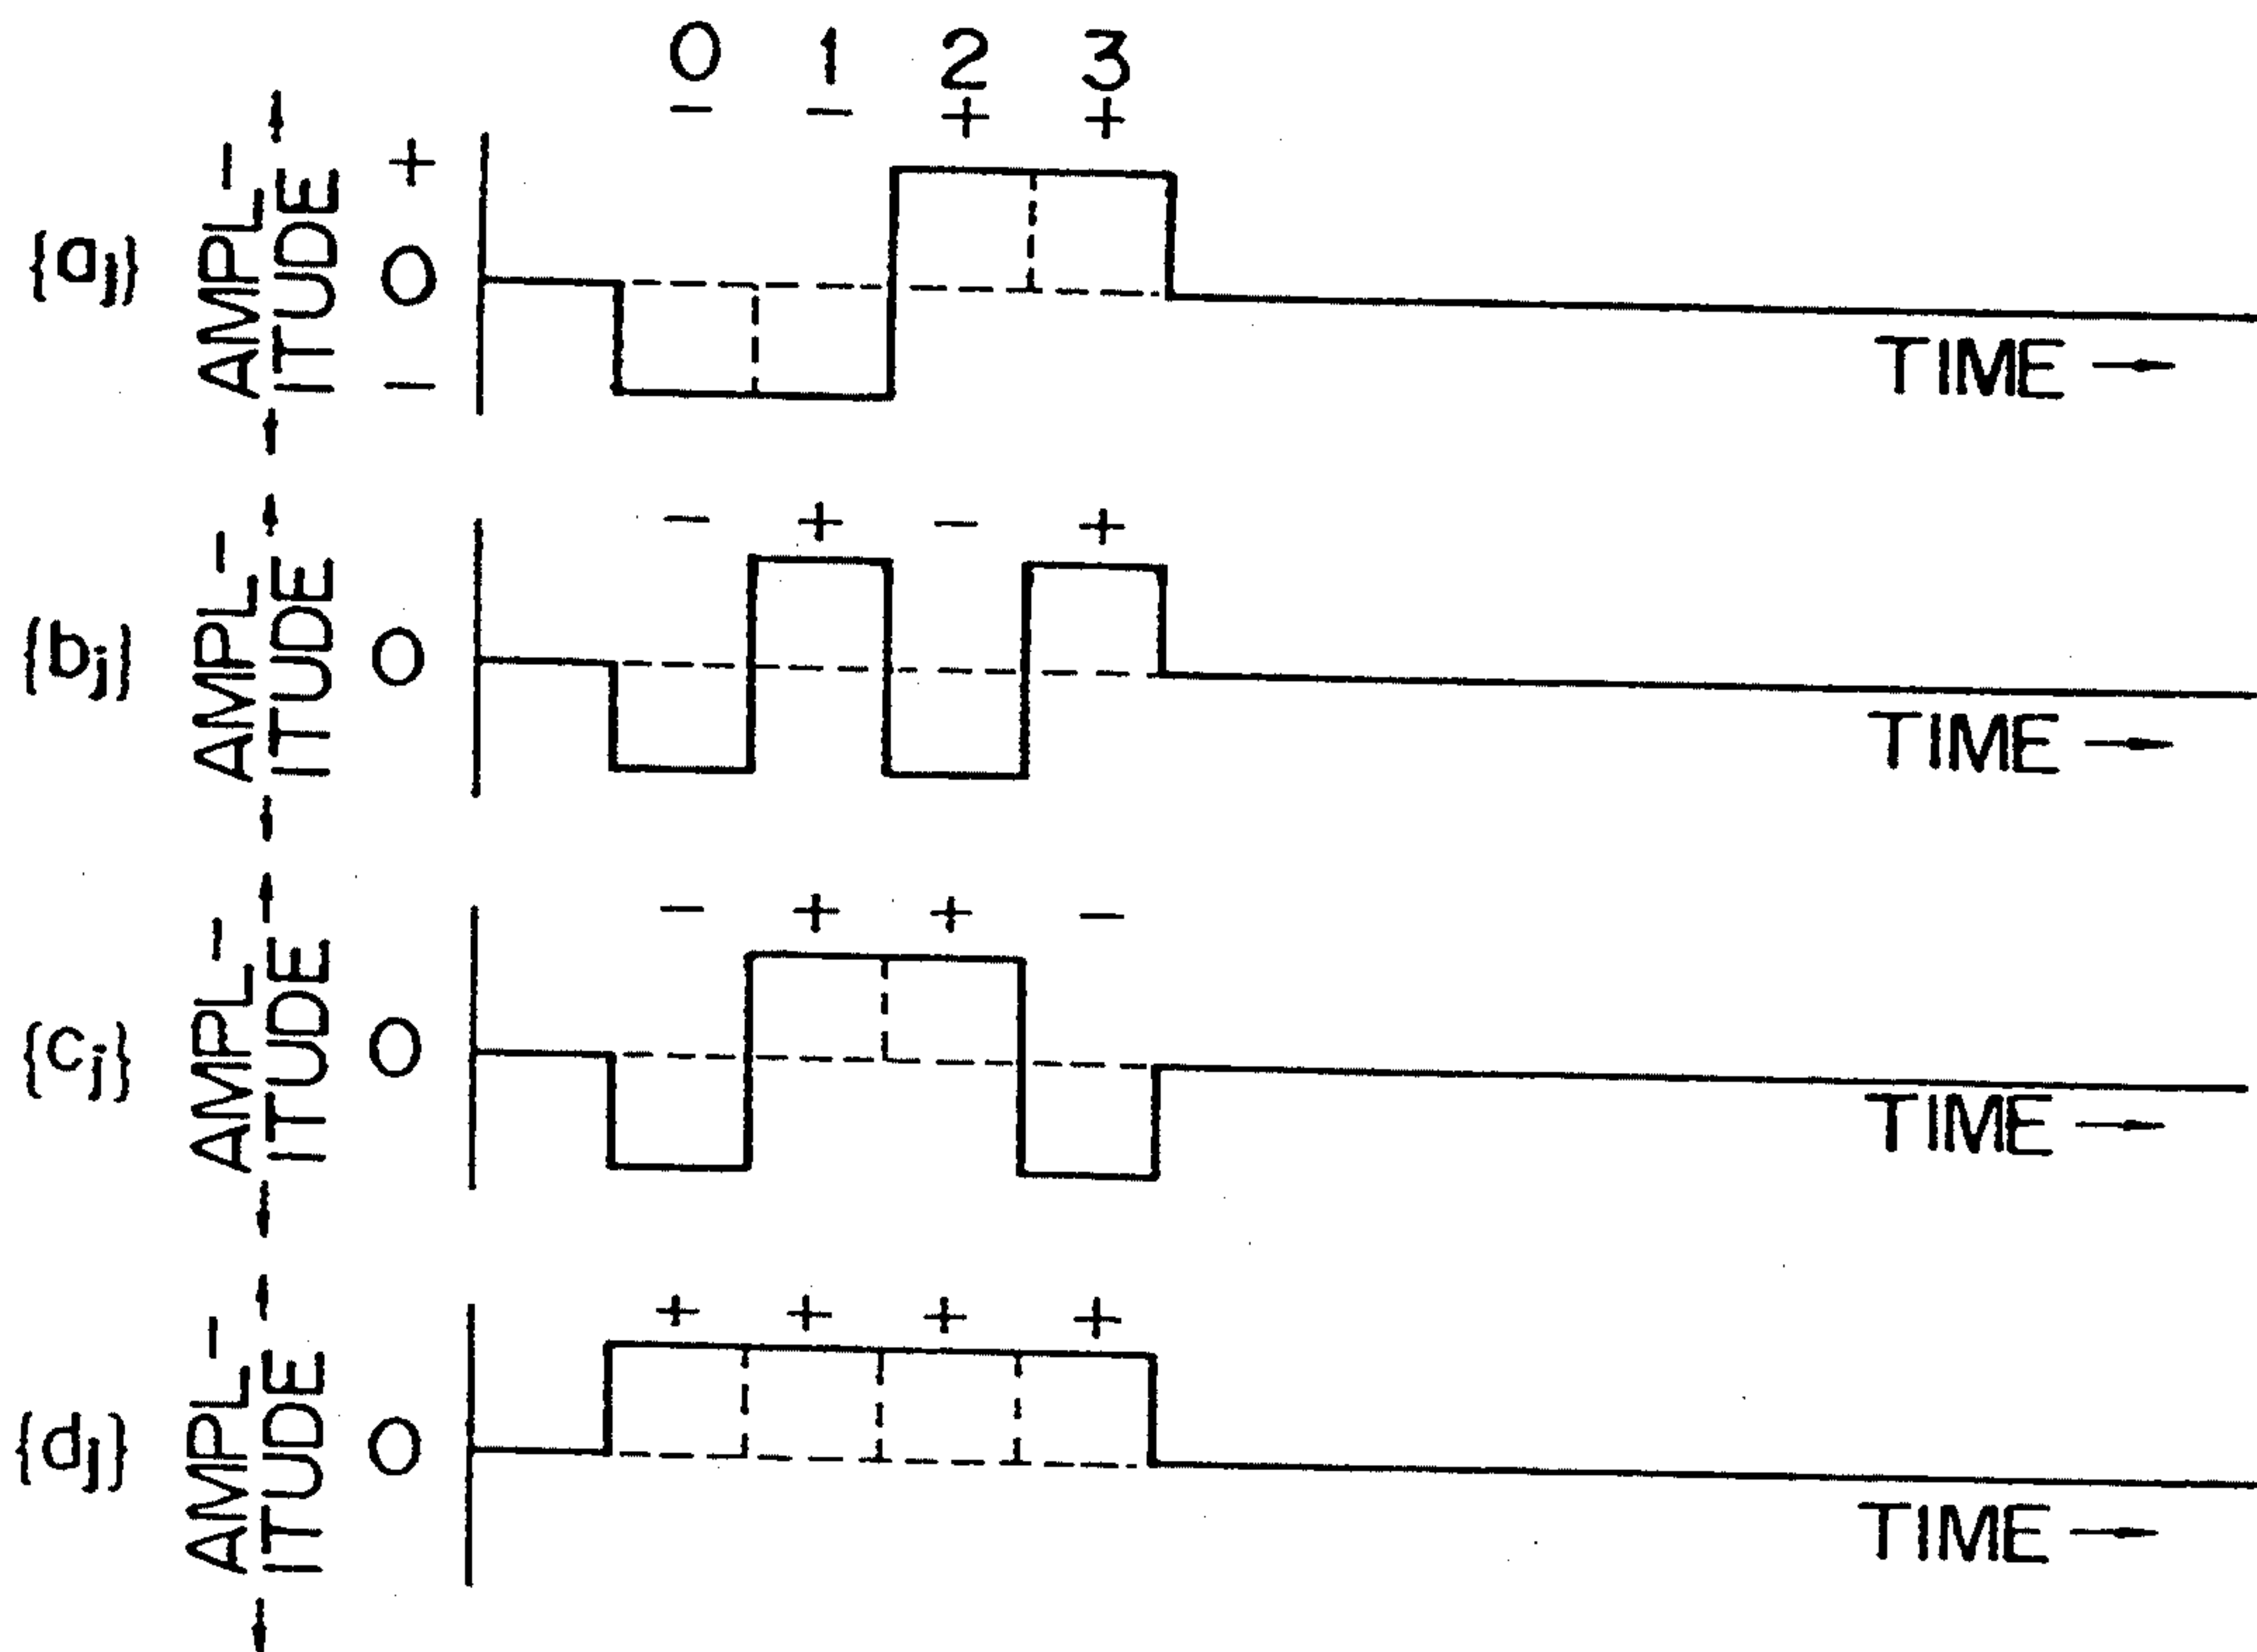 0 1 2 3
- - + +
{aj}
AMPL-
ITUDE
+
0
-
TIME →
- + - +
{bj}
AMPL-
ITUDE
0
TIME →
- + + -
{cj}
AMPL-
ITUDE
0
TIME →
+ + + +
{dj}
AMPL-
ITUDE
0
TIME →